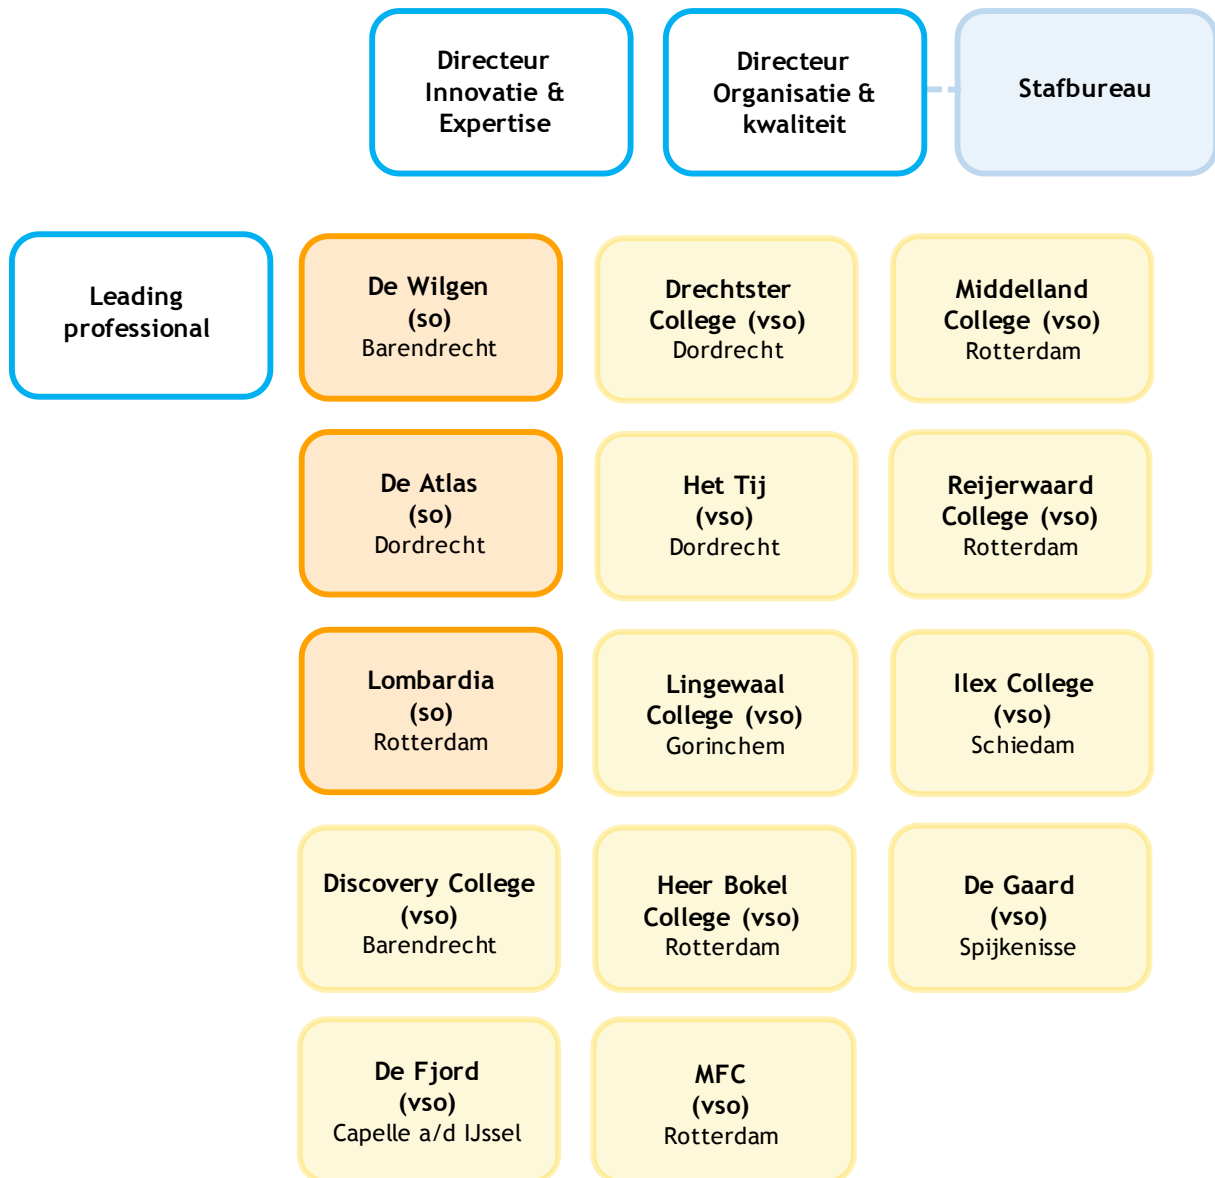 Directeur
Innovatie &
Expertise
Directeur
Organisatie &
kwaliteit
Stafbureau
Leading
professional
De Wilgen
(so)
Barendrecht
Drechtster
College (vso)
Dordrecht
Middelland
College (vso)
Rotterdam
De Atlas
(so)
Dordrecht
Het Tij
(vso)
Dordrecht
Reijerwaard
College (vso)
Rotterdam
Lombardia
(so)
Rotterdam
Lingewaal
College (vso)
Gorinchem
Ilex College
(vso)
Schiedam
Discovery College
(vso)
Barendrecht
Heer Bokel
College (vso)
Rotterdam
De Gaard
(vso)
Spijkenisse
De Fjord
(vso)
Capelle a/d IJssel
MFC
(vso)
Rotterdam